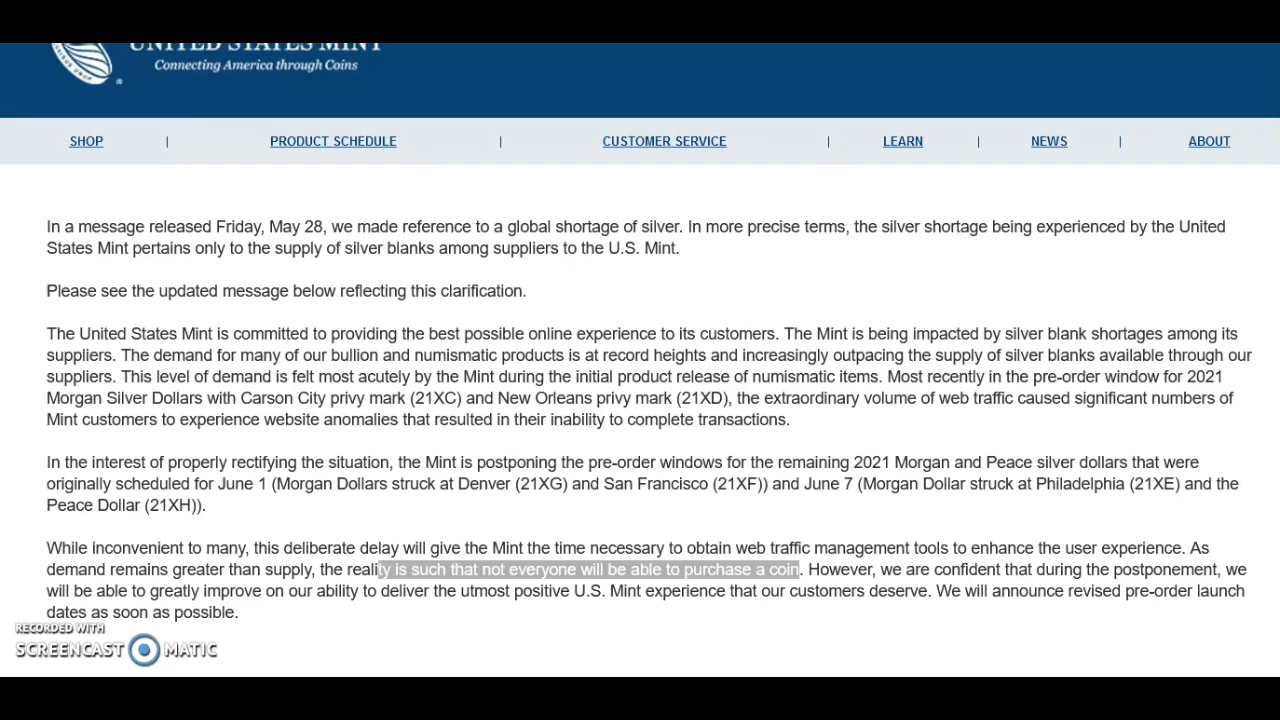 UNITED STATES MINT
Connecting America through Coins
SHOP | PRODUCT SCHEDULE | CUSTOMER SERVICE | LEARN | NEWS | ABOUT
In a message released Friday, May 28, we made reference to a global shortage of silver. In more precise terms, the silver shortage being experienced by the United
States Mint pertains only to the supply of silver blanks among suppliers to the U.S. Mint.
Please see the updated message below reflecting this clarification.
The United States Mint is committed to providing the best possible online experience to its customers. The Mint is being impacted by silver blank shortages among its
suppliers. The demand for many of our bullion and numismatic products is at record heights and increasingly outpacing the supply of silver blanks available through our
suppliers. This level of demand is felt most acutely by the Mint during the initial product release of numismatic items. Most recently in the pre-order window for 2021
Morgan Silver Dollars with Carson City privy mark (21XC) and New Orleans privy mark (21XD), the extraordinary volume of web traffic caused significant numbers of
Mint customers to experience website anomalies that resulted in their inability to complete transactions.
In the interest of properly rectifying the situation, the Mint is postponing the pre-order windows for the remaining 2021 Morgan and Peace silver dollars that were
originally scheduled for June 1 (Morgan Dollars struck at Denver (21XG) and San Francisco (21XF)) and June 7 (Morgan Dollar struck at Philadelphia (21XE) and the
Peace Dollar (21XH)).
While inconvenient to many, this deliberate delay will give the Mint the time necessary to obtain web traffic management tools to enhance the user experience. As
demand remains greater than supply, the reality is such that not everyone will be able to purchase a coin. However, we are confident that during the postponement, we
will be able to greatly improve on our ability to deliver the utmost positive U.S. Mint experience that our customers deserve. We will announce revised pre-order launch
dates as soon as possible.
RECORDED WITH
SCREENCAST MATIC